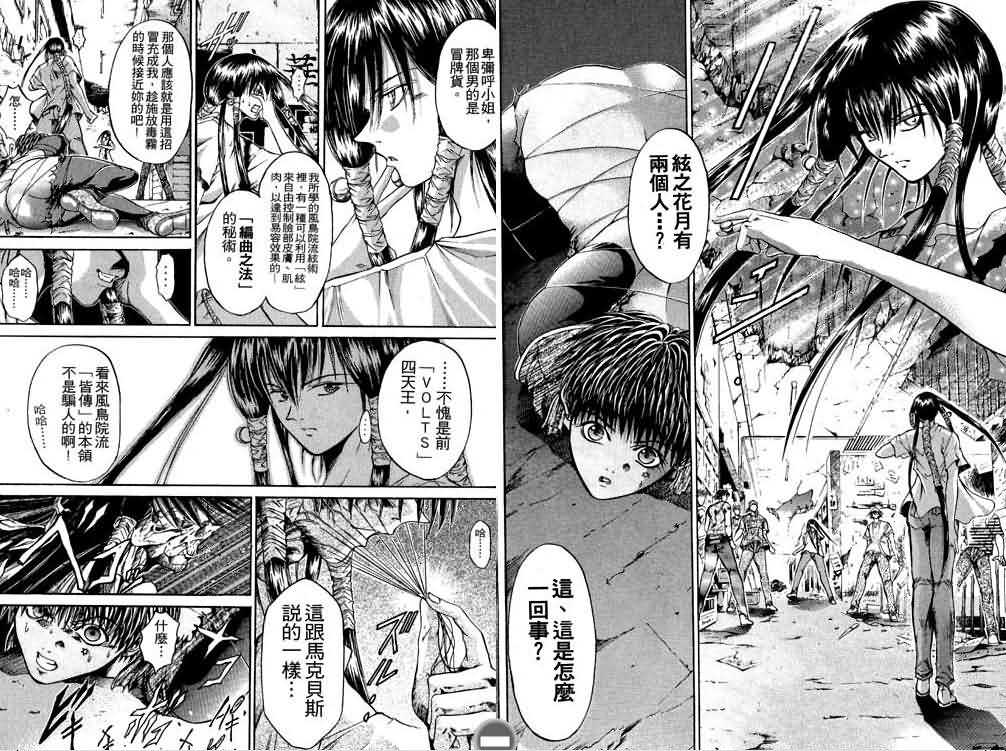 絃之花月有
兩個人…?
這、這是怎麼
一回事?
卑彌呼小姐，
那個男的是
冒牌貨。
我所學的風鳥院流絃術
裡，有一種可以利用「絃」
來自由控制臉部皮膚、肌
肉，以達到易容效果的—
「編曲之法」
的秘術。
那個人應該就是用這招
冒充成我，趁施放毒霧
的時候接近妳的吧！
怎…
哈哈……
哈哈……
……不愧是前
「VOLTS」
四天王，
看來風鳥院流
「皆傳」的本領
不是騙人的啊！
哈哈……
哈……
這跟馬克貝斯
說的一樣…
什麼…